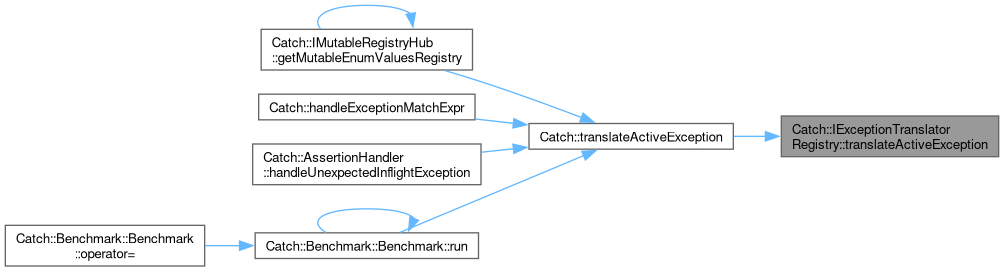 Catch::IMutableRegistryHub
::getMutableEnumValuesRegistry
Catch::handleExceptionMatchExpr
Catch::AssertionHandler
::handleUnexpectedInflightException
Catch::Benchmark::Benchmark
::operator=
Catch::Benchmark::Benchmark::run
Catch::translateActiveException
Catch::IExceptionTranslator
Registry::translateActiveException